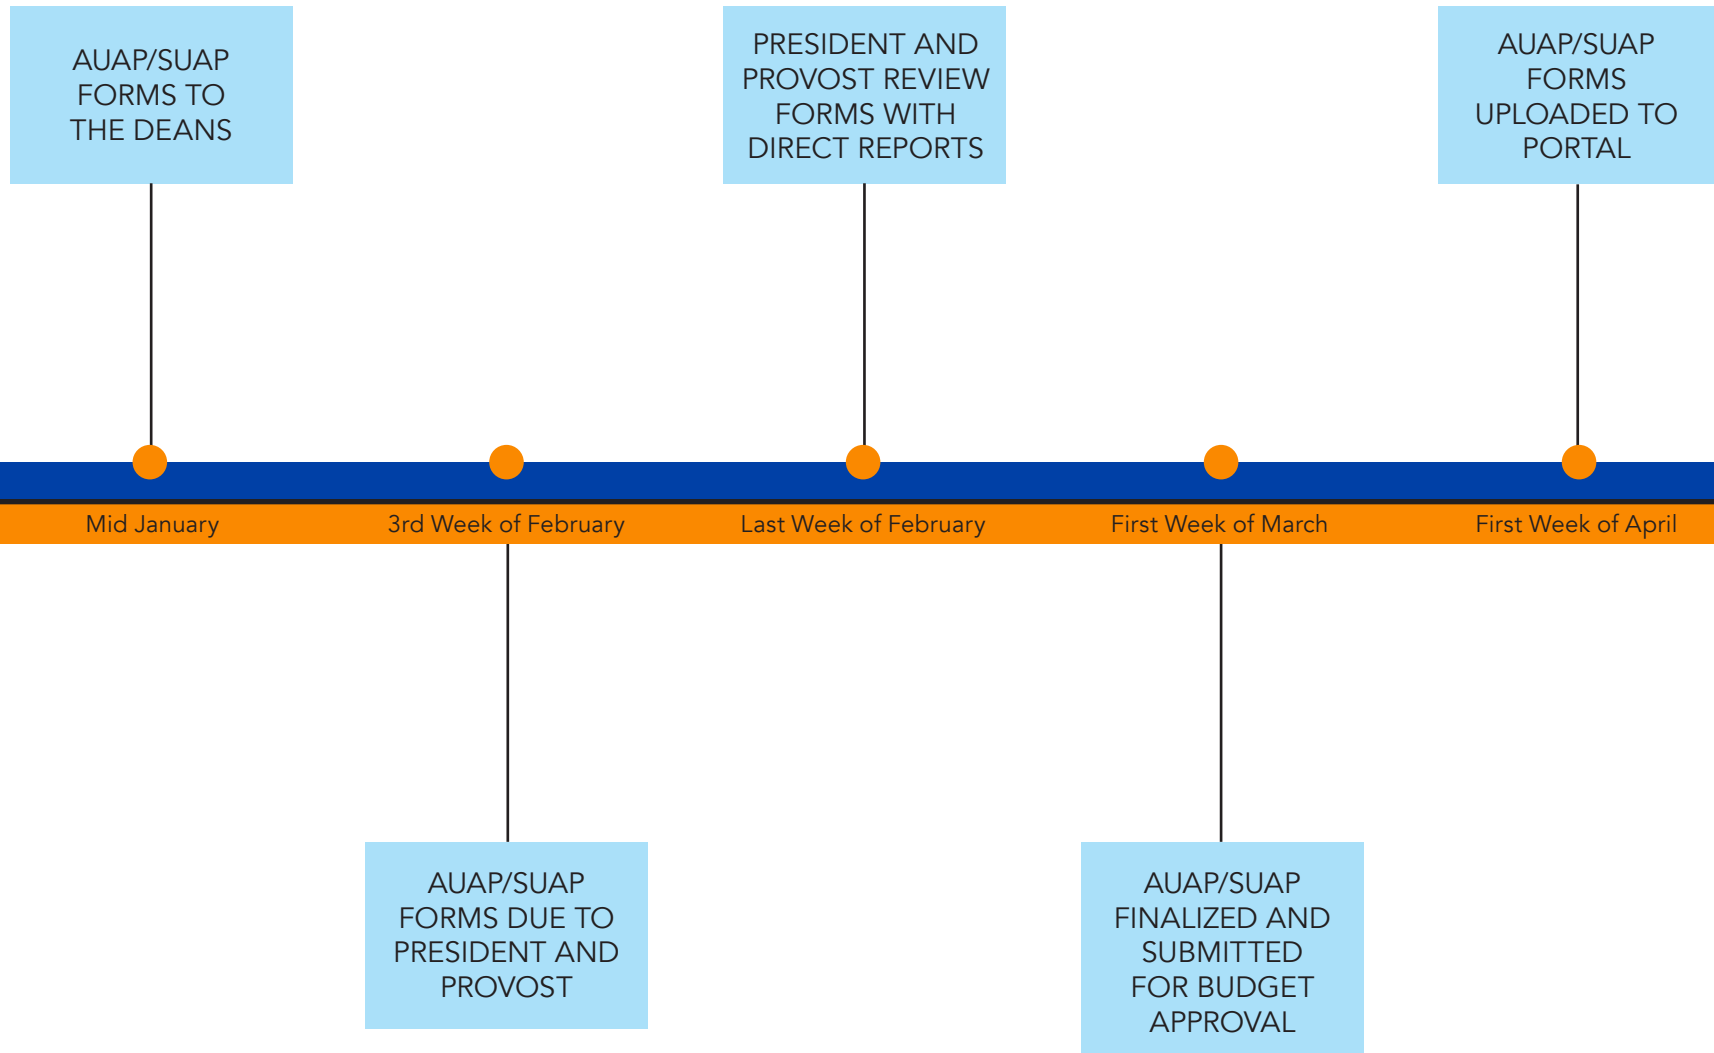 AUAP/SUAP
FORMS TO
THE DEANS
PRESIDENT AND
PROVOST REVIEW
FORMS WITH
DIRECT REPORTS
AUAP/SUAP
FORMS
UPLOADED TO
PORTAL
Mid January
3rd Week of February
Last Week of February
First Week of March
First Week of April
AUAP/SUAP
FORMS DUE TO
PRESIDENT AND
PROVOST
AUAP/SUAP
FINALIZED AND
SUBMITTED
FOR BUDGET
APPROVAL